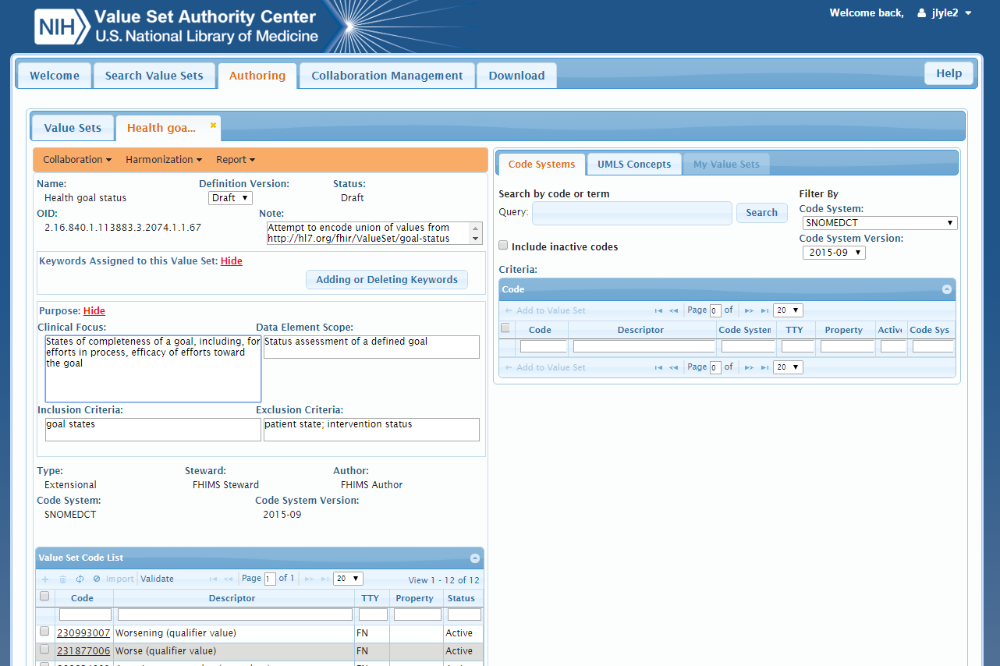 NIH
Value Set Authority Center
U.S. National Library of Medicine
Welcome back, jlyle2
Welcome Search Value Sets Authoring Collaboration Management Download Help
Value Sets Health goa...
Collaboration Harmonization Report
Name: Definition Version: Status:
Health goal status Draft Draft
OID: Note:
2.16.840.1.113883.3.2074.1.1.67 Attempt to encode union of values from
http://hl7.org/fhir/ValueSet/goal-status
Keywords Assigned to this Value Set: Hide
Adding or Deleting Keywords
Purpose: Hide
Clinical Focus: Data Element Scope:
States of completeness of a goal, including, for Status assessment of a defined goal
efforts in process, efficacy of efforts toward
the goal
Inclusion Criteria: Exclusion Criteria:
goal states patient state; intervention status
Type: Steward: Author:
Extensional FHIMS Steward FHIMS Author
Code System: Code System Version:
SNOMEDCT 2015-09
Value Set Code List
Import Validate Page 1 of 1 20 View 1 - 12 of 12
Code Descriptor TTY Property Status
230993007 Worsening (qualifier value) FN Active
231877006 Worse (qualifier value) FN Active
Code Systems UMLS Concepts My Value Sets
Search by code or term Filter By
Query: Search Code System:
SNOMEDCT
Code System Version:
Include inactive codes 2015-09
Criteria:
Code
Add to Value Set Page 0 of 20
Code Descriptor Code System TTY Property Active Code Sys
Add to Value Set Page 0 of 20